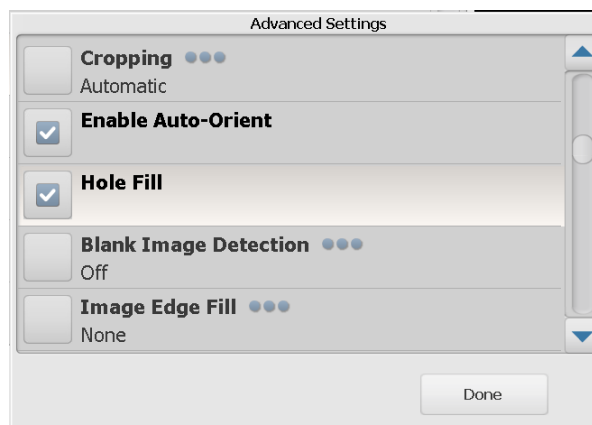 Advanced Settings
Cropping
Automatic
Enable Auto-Orient
Hole Fill
Blank Image Detection
Off
Image Edge Fill
None
Done